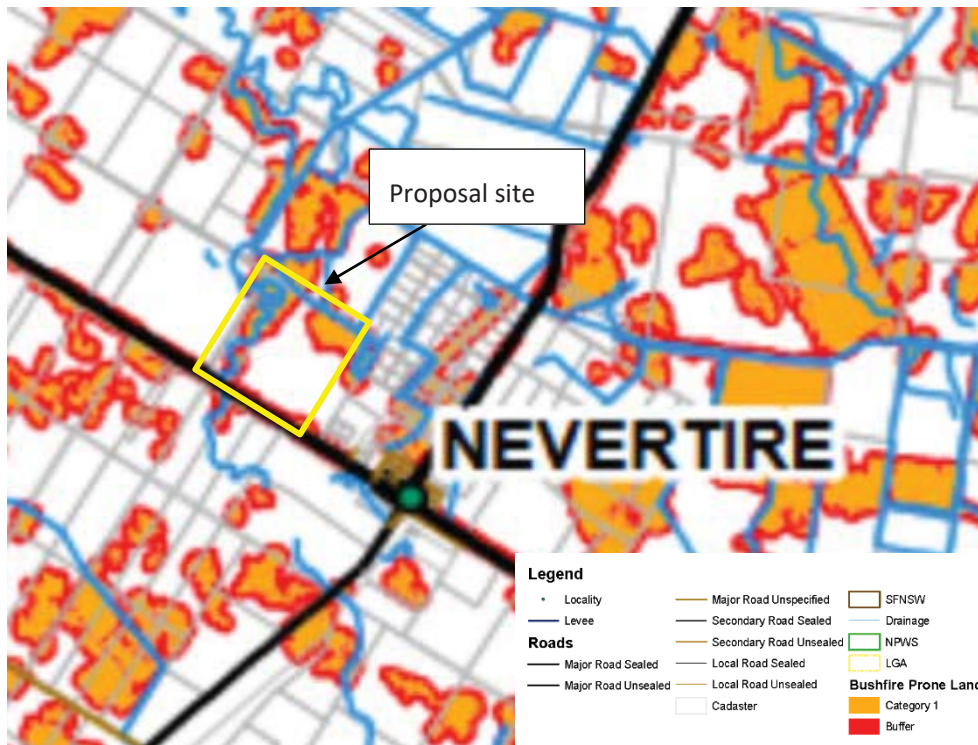 Proposal site
NEVERTIRE
Legend
Locality
Levee
Roads
Major Road Sealed
Major Road Unsealed
Major Road Unspecified
Secondary Road Sealed
Secondary Road Unsealed
Local Road Sealed
Local Road Unsealed
Cadaster
SFNSW
Drainage
NPWS
LGA
Bushfire Prone Land
Category 1
Buffer